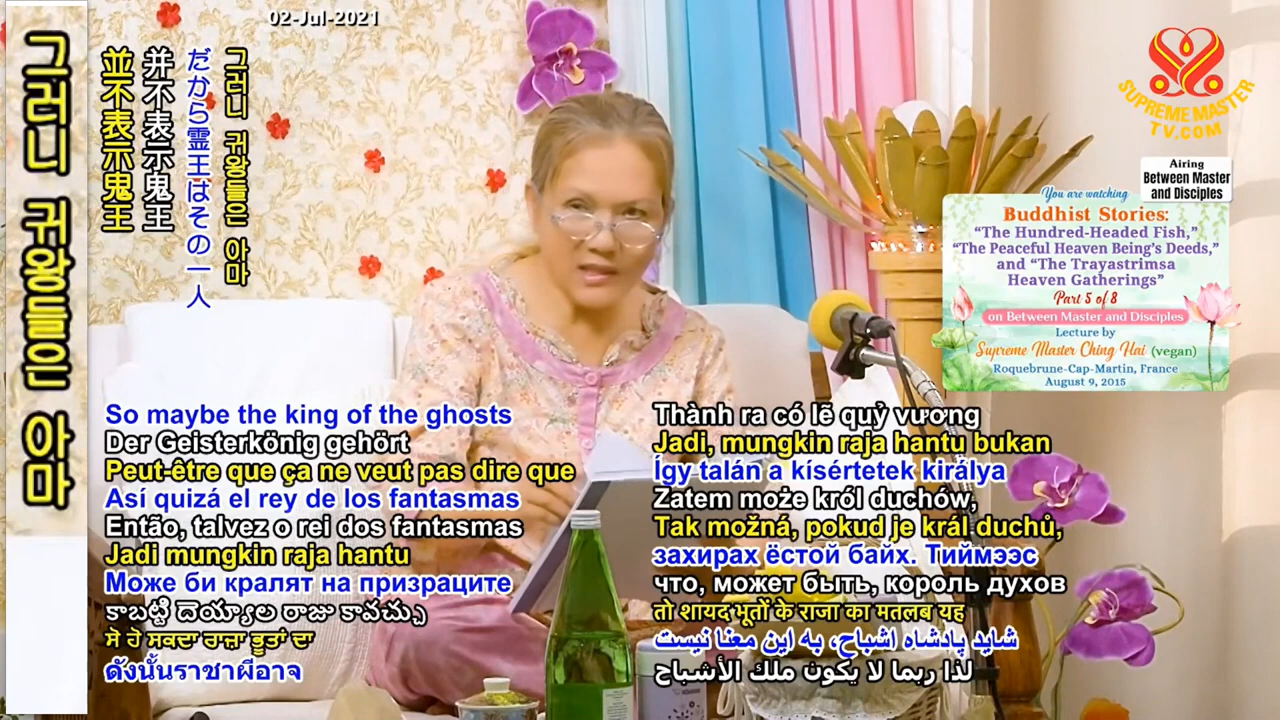 02-Jul-2021
그러니 귀왕들은 아마
並不表示鬼王
并不表示鬼王
だから霊王はその一人
그러니 귀왕들은 아마
SUPREME MASTER
TV.COM
Airing
Between Master
and Disciples
You are watching
Buddhist Stories:
“The Hundred-Headed Fish,”
“The Peaceful Heaven Being’s Deeds,”
and “The Trayastrimsa
Heaven Gatherings”
Part 5 of 8
on Between Master and Disciples
Lecture by
Supreme Master Ching Hai (vegan)
Roquebrune-Cap-Martin, France
August 9, 2015
So maybe the king of the ghosts
Der Geisterkönig gehört
Peut-être que ça ne veut pas dire que
Así quizá el rey de los fantasmas
Então, talvez o rei dos fantasmas
Jadi mungkin raja hantu
Може би кралят на призраците
కాబట్టి దెయ్యాల రాజు కావచ్చు
ਸੋ ਹੋ ਸਕਦਾ ਰਾਜਾ ਭੂਤਾਂ ਦਾ
ดังนั้นราชาผีอาจ
Thành ra có lẽ quỷ vương
Jadi, mungkin raja hantu bukan
Így talán a kísértetek királya
Zatem może król duchów,
Tak možná, pokud je král duchů,
захирах ёстой байх. Тиймээс
что, может быть, король духов
तो शायद भूतों के राजा का मतलब यह
شاید پادشاه اشباح، به این معنا نیست
لذا ربما لا يكون ملك الأشباح